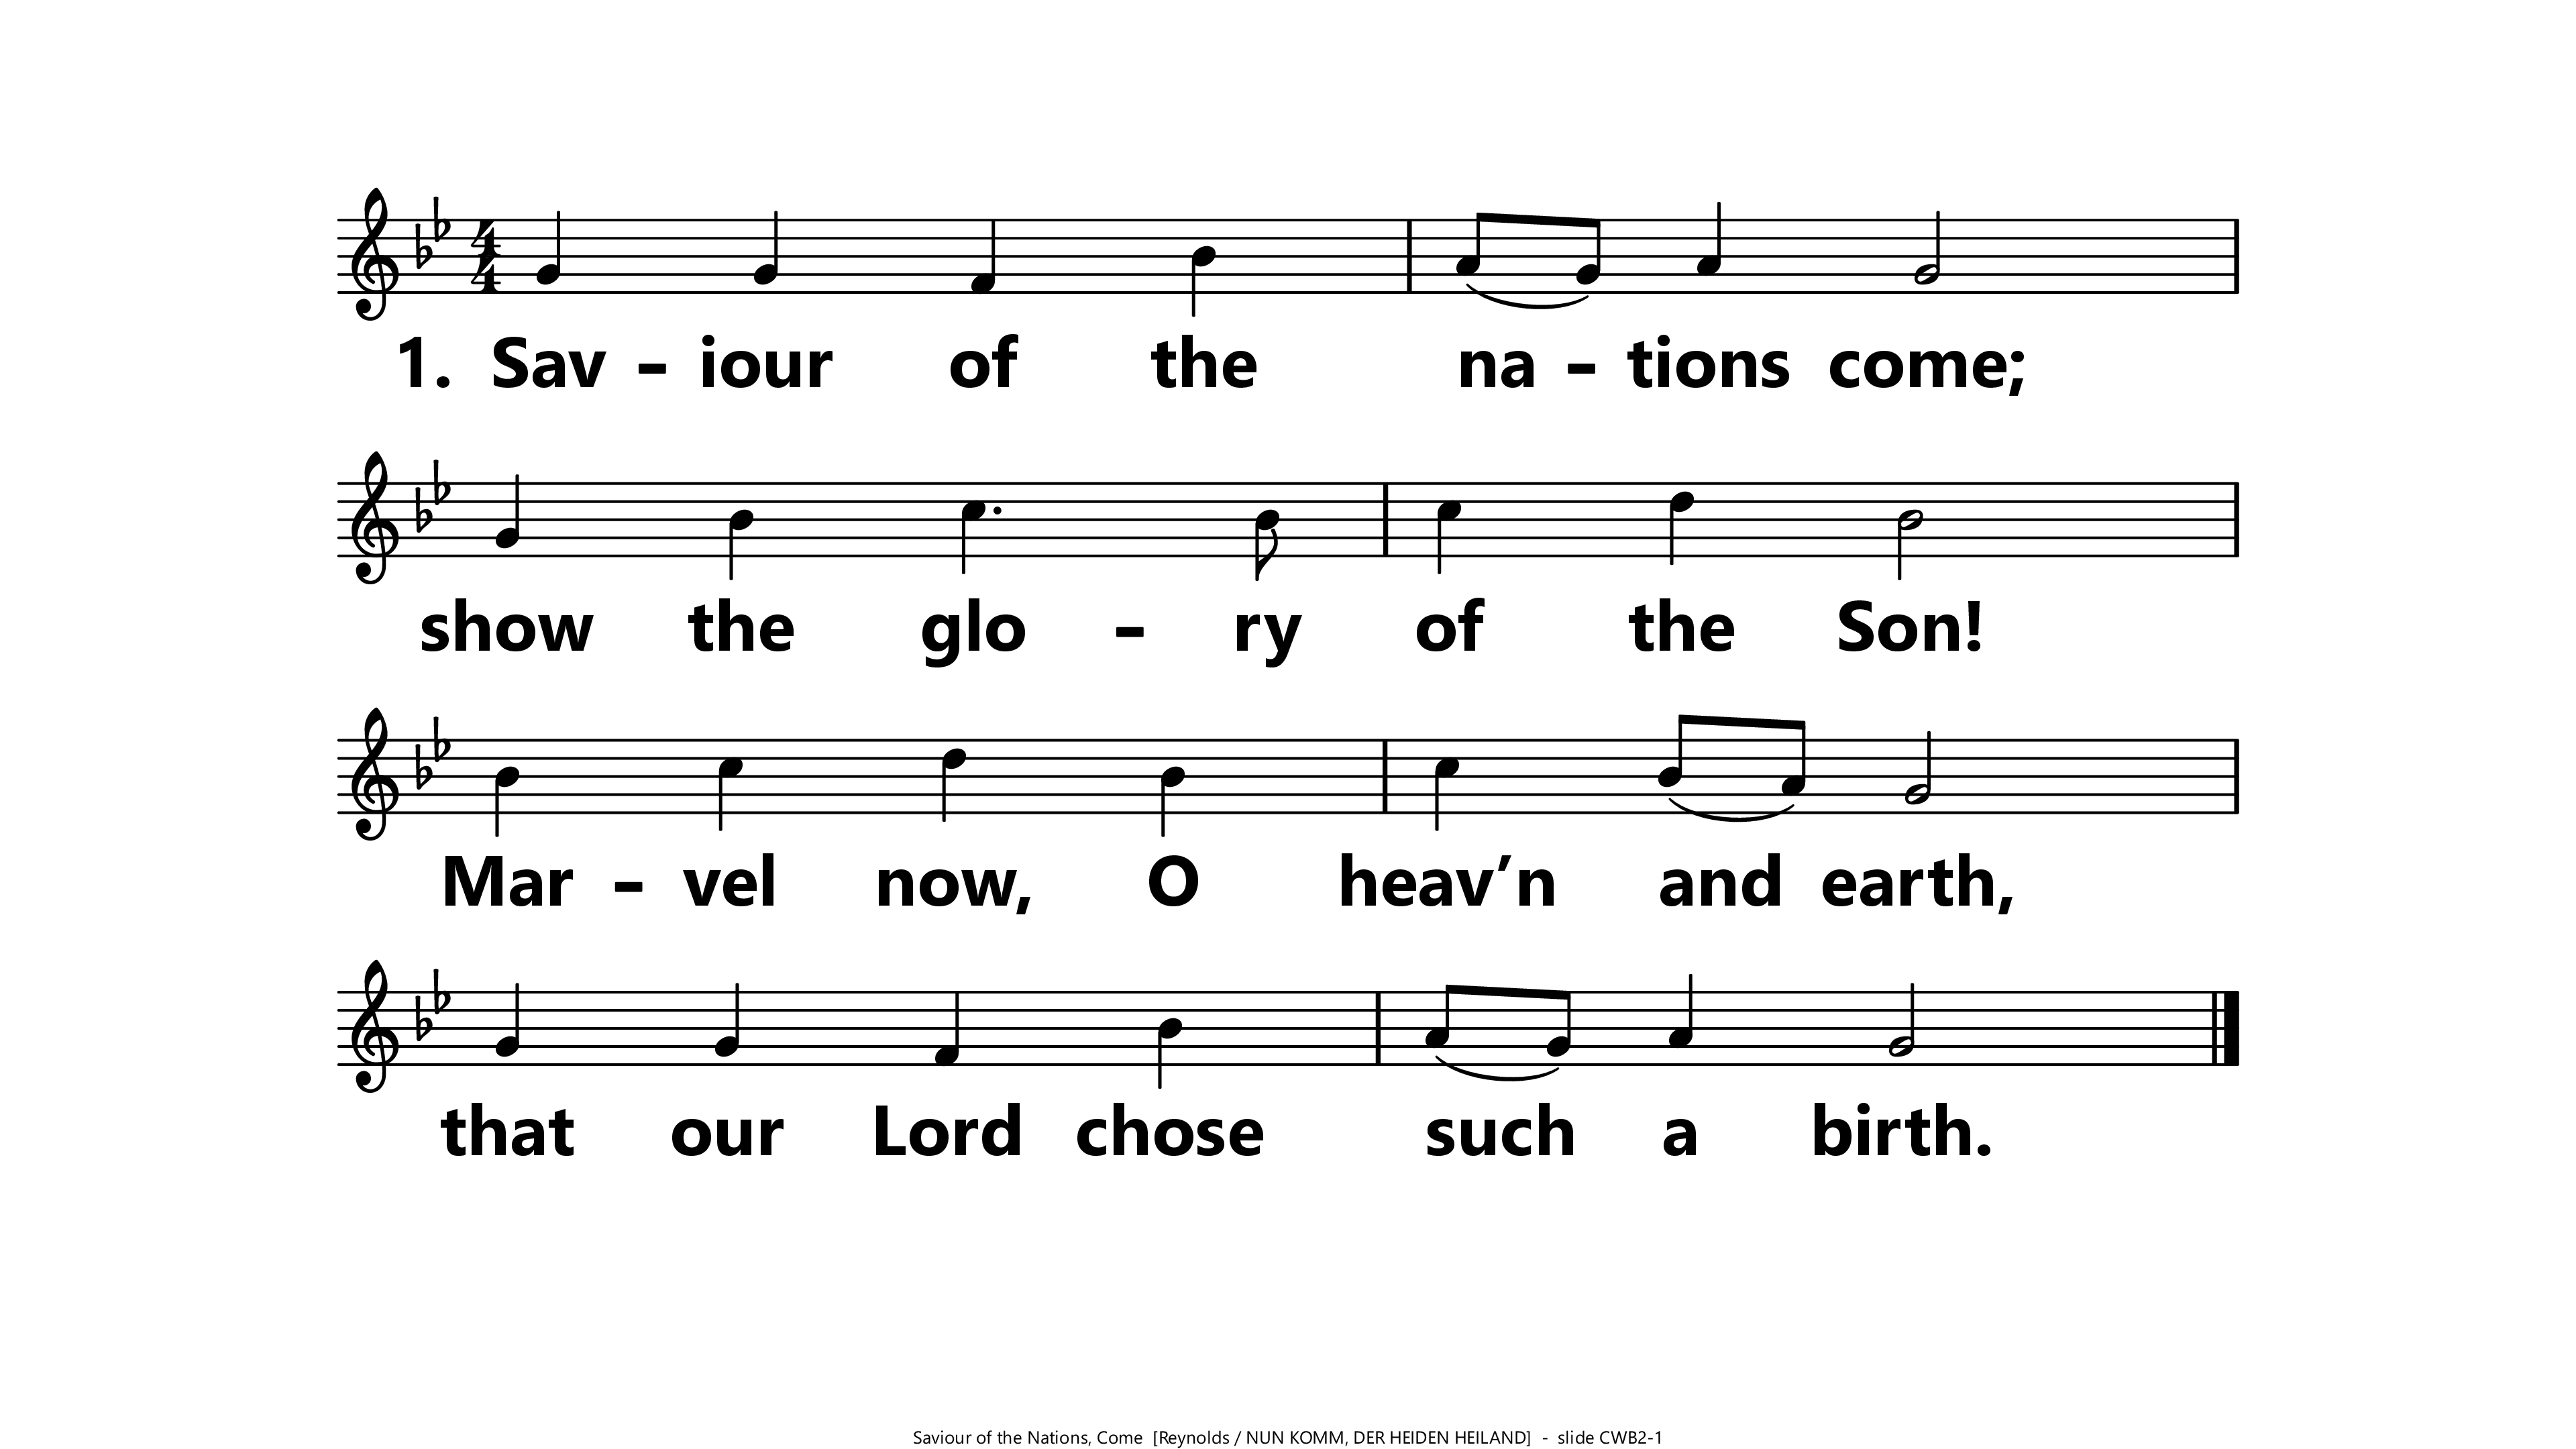 1. Sav - iour of the na - tions come;
show the glo - ry of the Son!
Mar - vel now, O heav’n and earth,
that our Lord chose such a birth.
Saviour of the Nations, Come [Reynolds / NUN KOMM, DER HEIDEN HEILAND] - slide CWB2-1